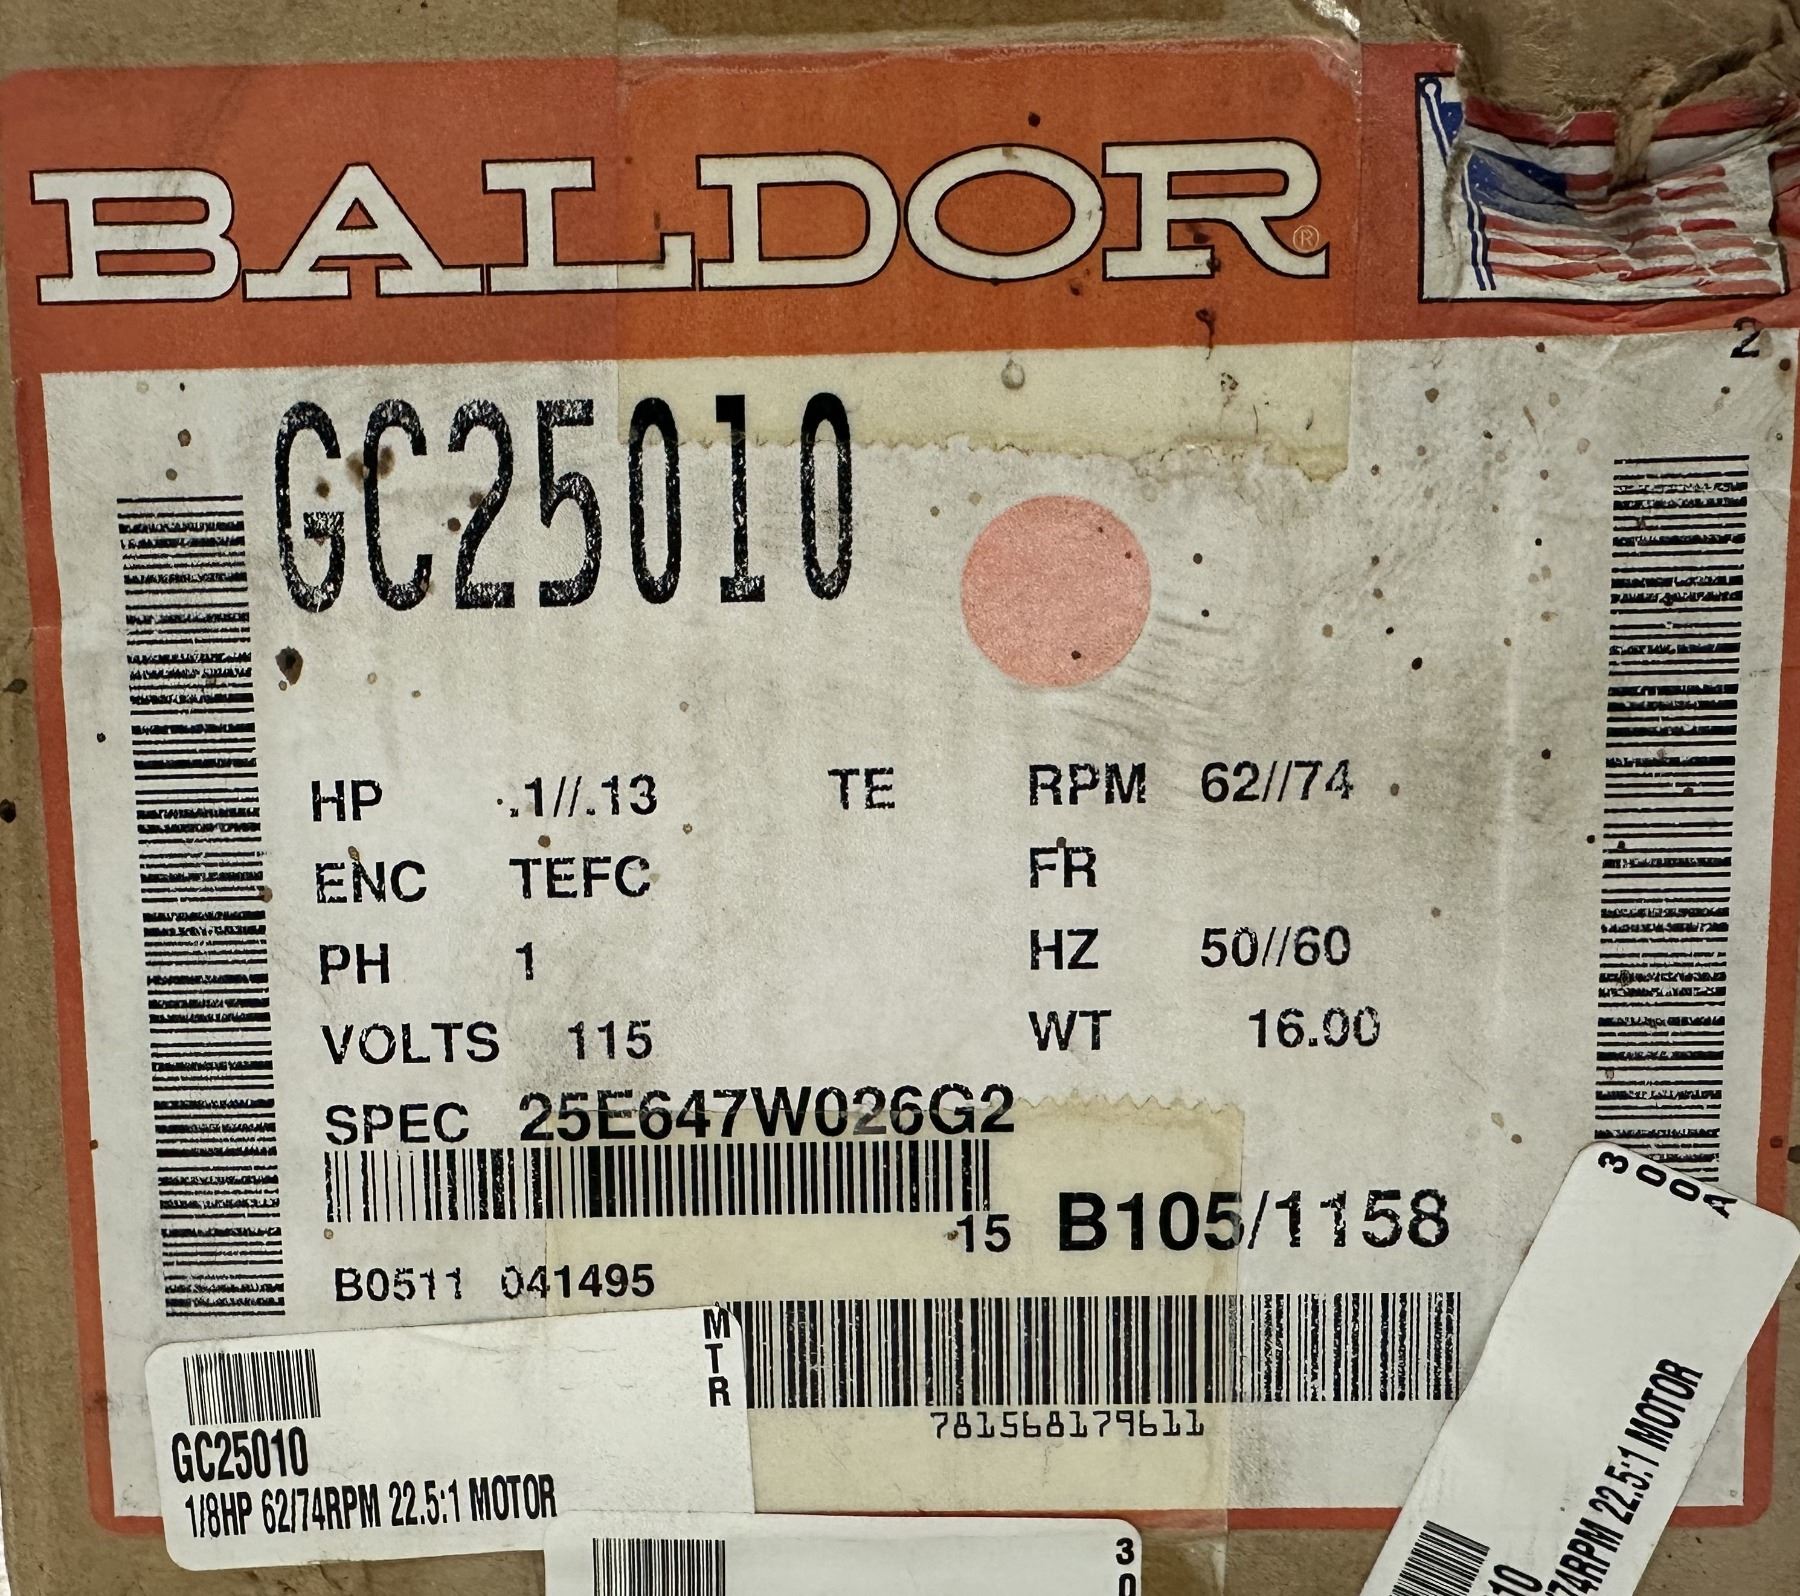 BALDOR®
2
GC25010
HP .1//.13 TE RPM 62//74
ENC TEFC FR
PH 1 HZ 50//60
VOLTS 115 WT 16.00
SPEC 25E647W026G2
15 B105/1158
B0511 041495
MTR
781568179611
GC25010
1/8HP 62/74RPM 22.5:1 MOTOR
30
300A
10
74RPM 22.5:1 MOTOR